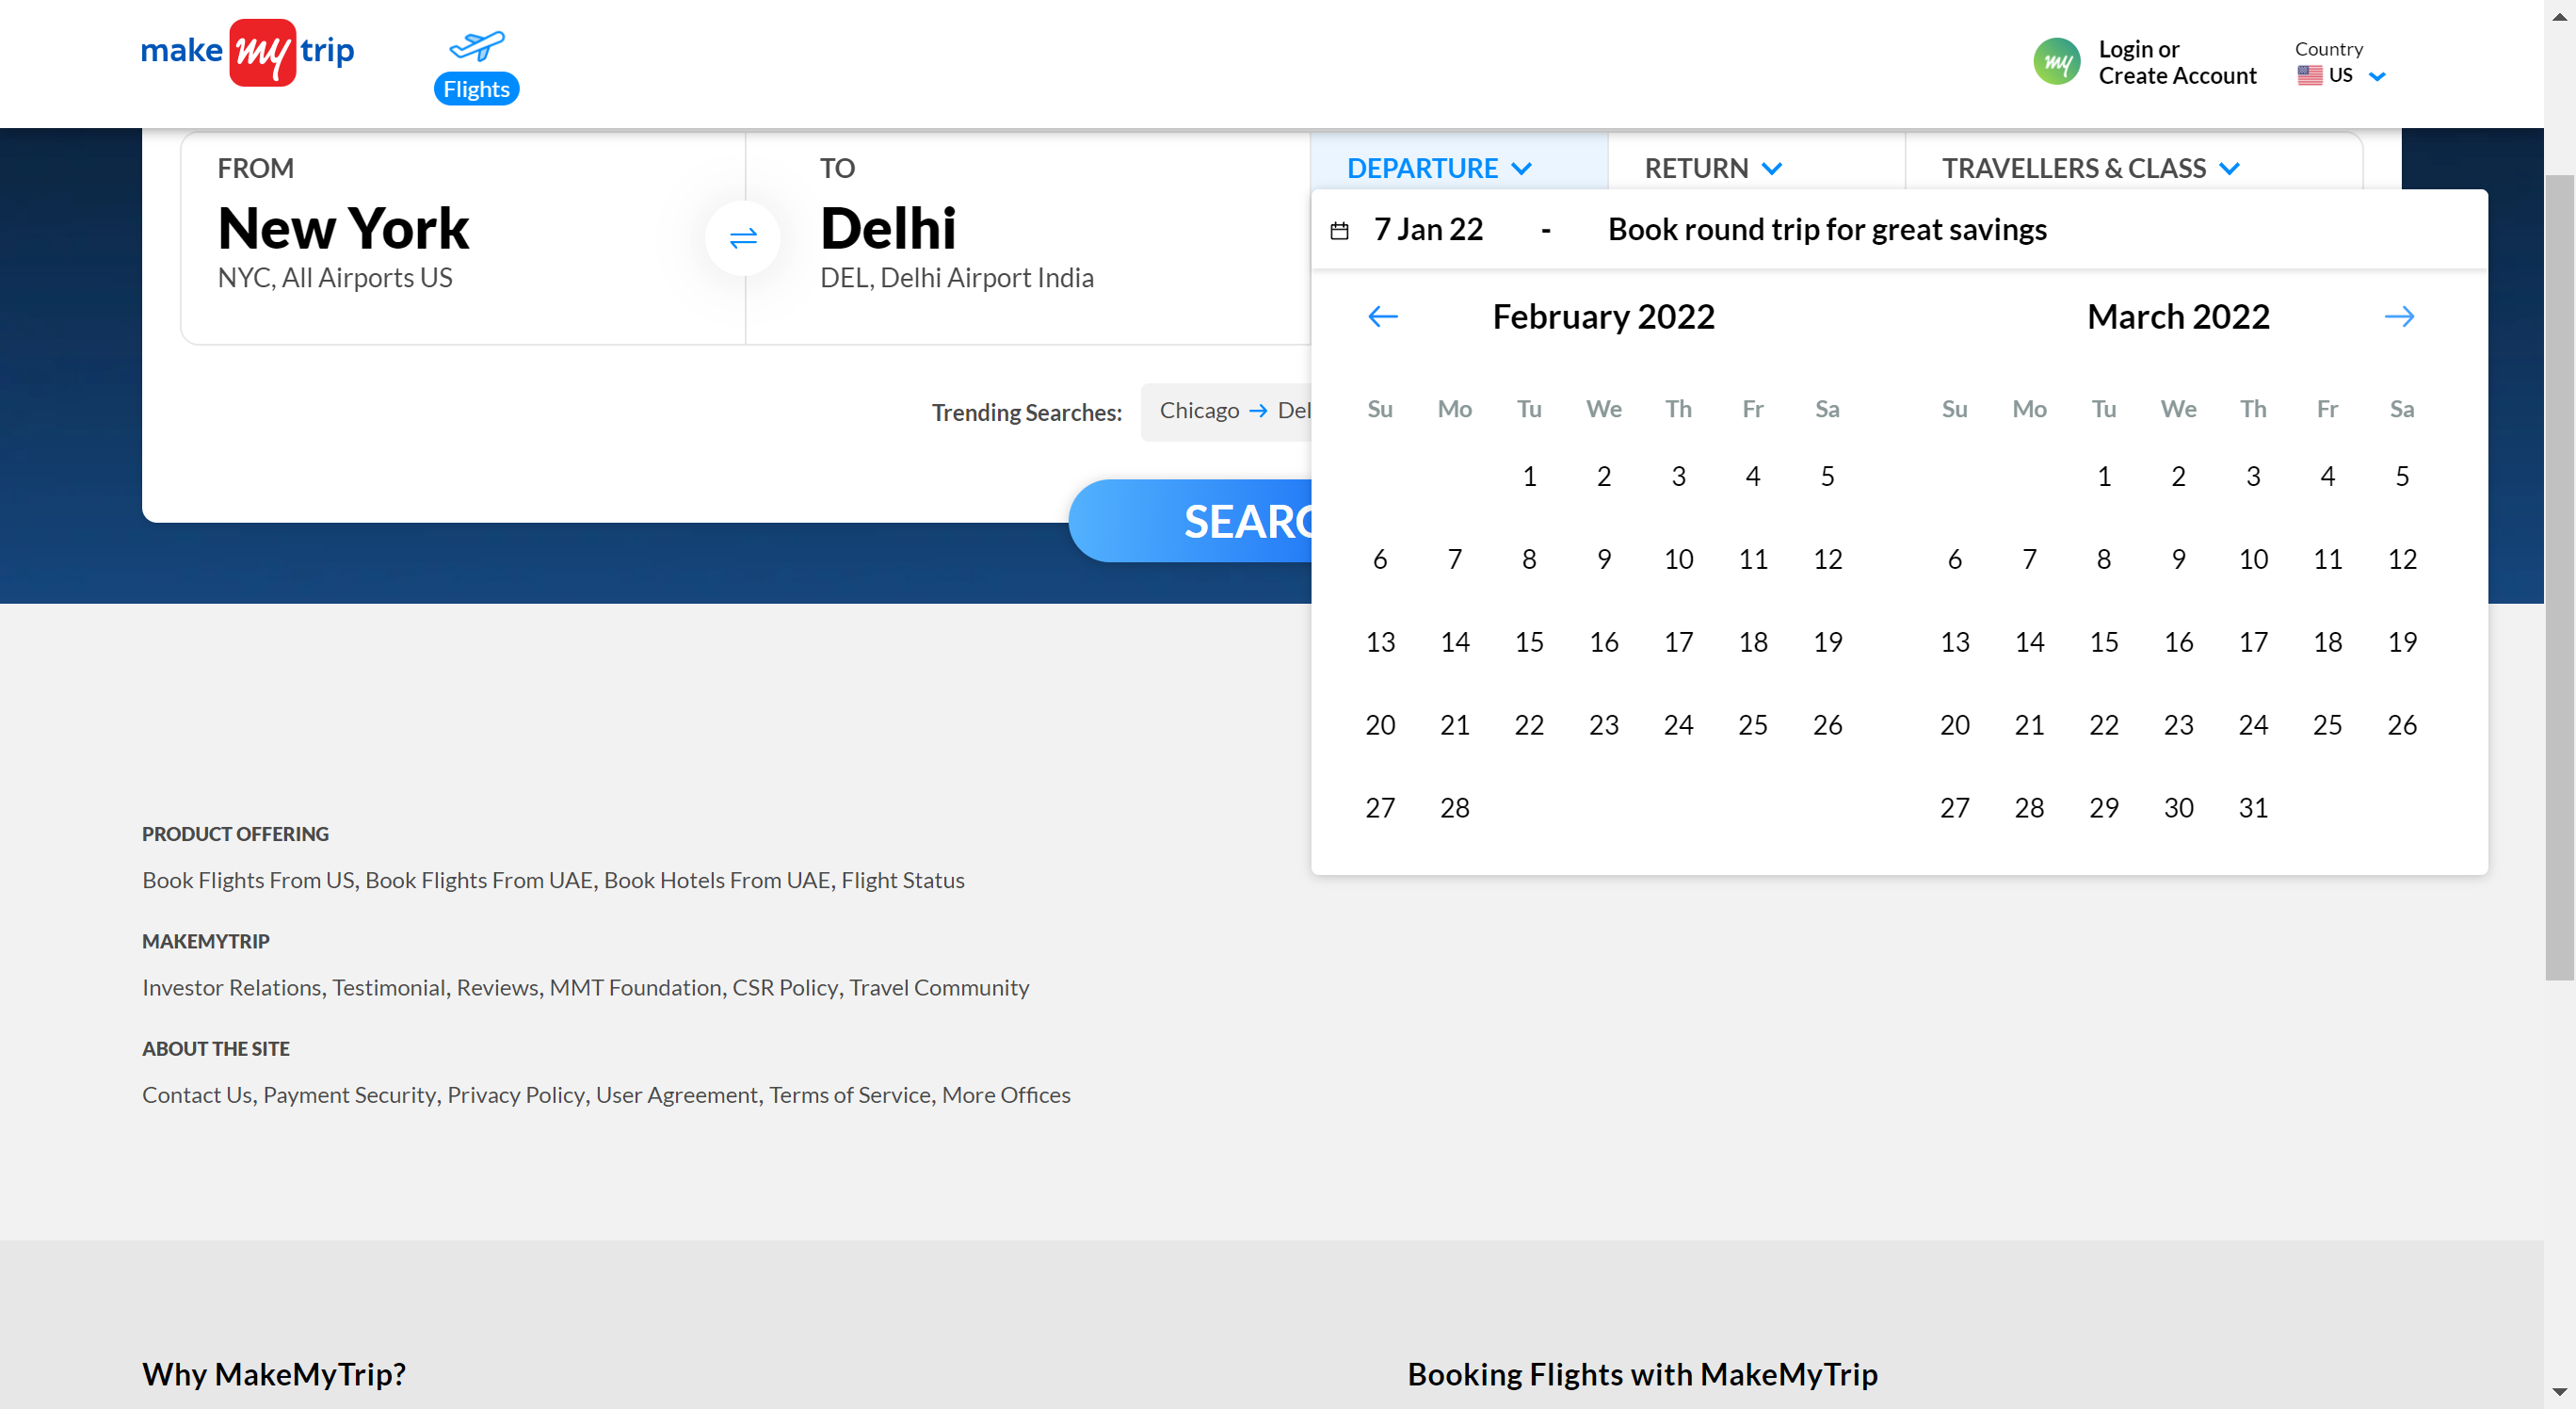 make my trip
Flights
my
Login or
Create Account
Country
US
FROM
New York
NYC, All Airports US
TO
Delhi
DEL, Delhi Airport India
DEPARTURE
RETURN
TRAVELLERS & CLASS
7 Jan 22 - Book round trip for great savings
February 2022
Su Mo Tu We Th Fr Sa
1 2 3 4 5
6 7 8 9 10 11 12
13 14 15 16 17 18 19
20 21 22 23 24 25 26
27 28
March 2022
Su Mo Tu We Th Fr Sa
1 2 3 4 5
6 7 8 9 10 11 12
13 14 15 16 17 18 19
20 21 22 23 24 25 26
27 28 29 30 31
Trending Searches: Chicago → Del
SEARC
PRODUCT OFFERING
Book Flights From US, Book Flights From UAE, Book Hotels From UAE, Flight Status
MAKEMYTRIP
Investor Relations, Testimonial, Reviews, MMT Foundation, CSR Policy, Travel Community
ABOUT THE SITE
Contact Us, Payment Security, Privacy Policy, User Agreement, Terms of Service, More Offices
Why MakeMyTrip?
Booking Flights with MakeMyTrip